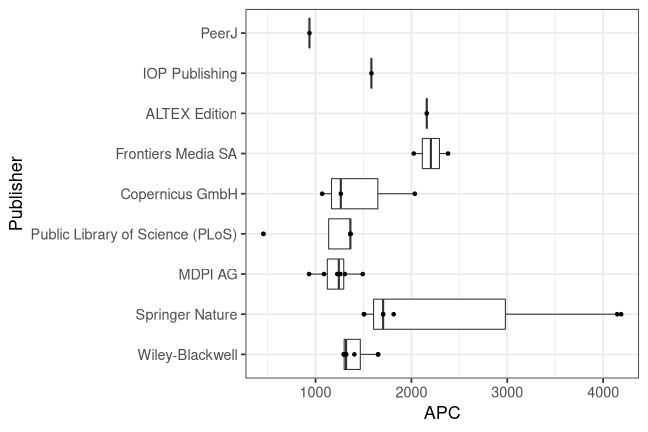 Publisher
PeerJ
IOP Publishing
ALTEX Edition
Frontiers Media SA
Copernicus GmbH
Public Library of Science (PLoS)
MDPI AG
Springer Nature
Wiley-Blackwell
1000 2000 3000 4000
APC